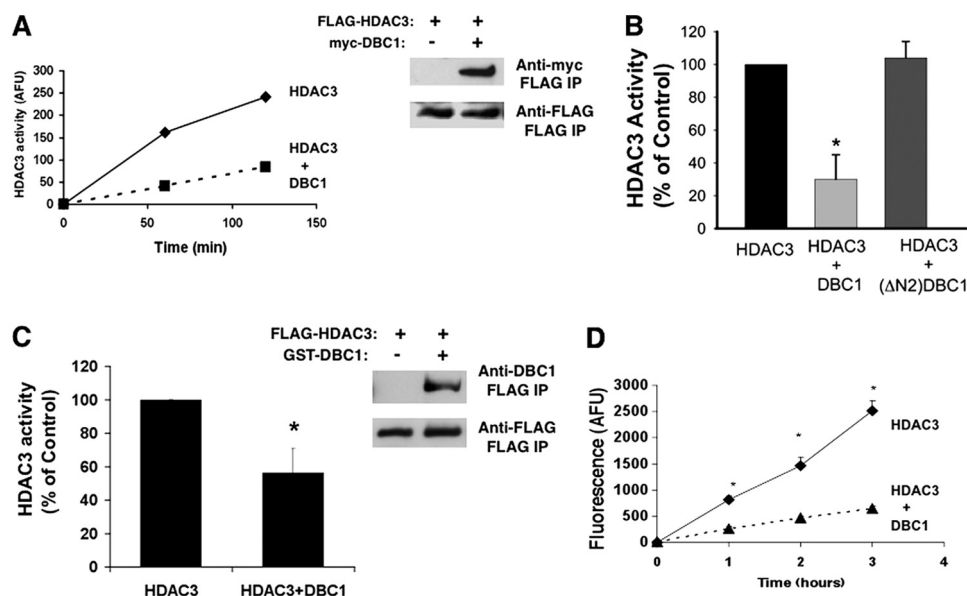 A
FLAG-HDAC3: + +
myc-DBC1: - +
Anti-myc
FLAG IP
Anti-FLAG
FLAG IP
HDAC3 activity (AFU)
300
250
200
150
100
50
0
0 50 100 150
Time (min)
HDAC3
HDAC3
+
DBC1
B
HDAC3 Activity
(% of Control)
120
100
80
60
40
20
0
*
HDAC3
HDAC3
+
DBC1
HDAC3
+
(ΔN2)DBC1
C
FLAG-HDAC3: + +
GST-DBC1: - +
Anti-DBC1
FLAG IP
Anti-FLAG
FLAG IP
HDAC3 activity
(% of Control)
120
100
80
60
40
20
0
*
HDAC3
HDAC3+DBC1
D
Fluorescence (AFU)
3000
2500
2000
1500
1000
500
0
* * *
HDAC3
HDAC3
+
DBC1
0 1 2 3 4
Time (hours)